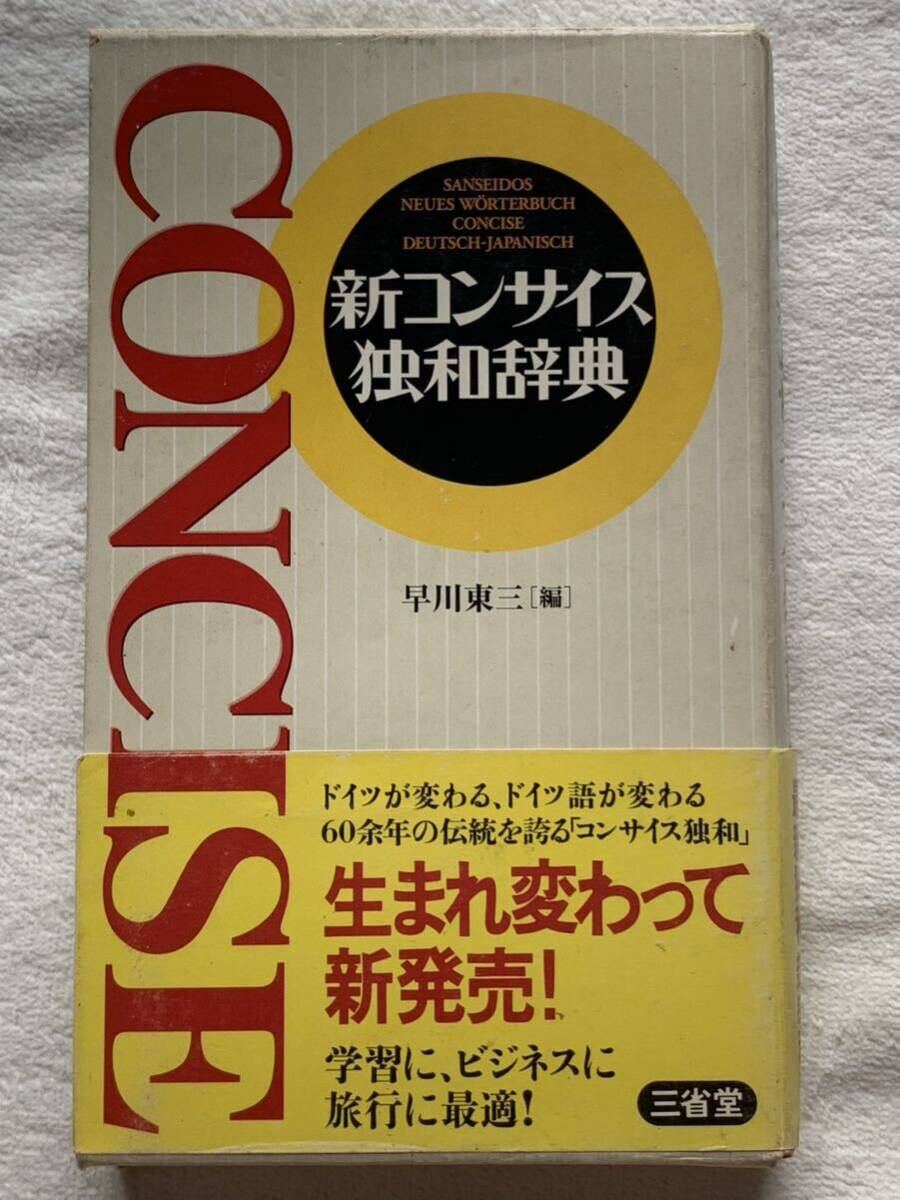 CONCISE
SANSEIDOS
NEUES WÖRTERBUCH
CONCISE
DEUTSCH-JAPANISCH
新コンサイス
独和辞典
早川東三[編]
ドイツが変わる、ドイツ語が変わる
60余年の伝統を誇る「コンサイス独和」
生まれ変わって
新発売!
学習に、ビジネスに
旅行に最適!
三省堂